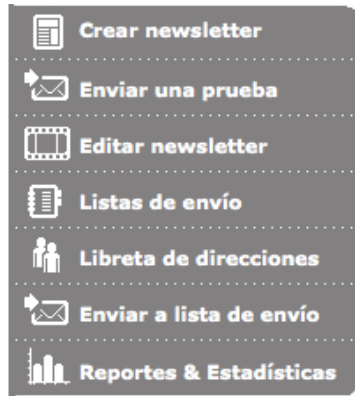 Crear newsletter
Enviar una prueba
Editar newsletter
Listas de envío
Libreta de direcciones
Enviar a lista de envío
Reportes & Estadísticas